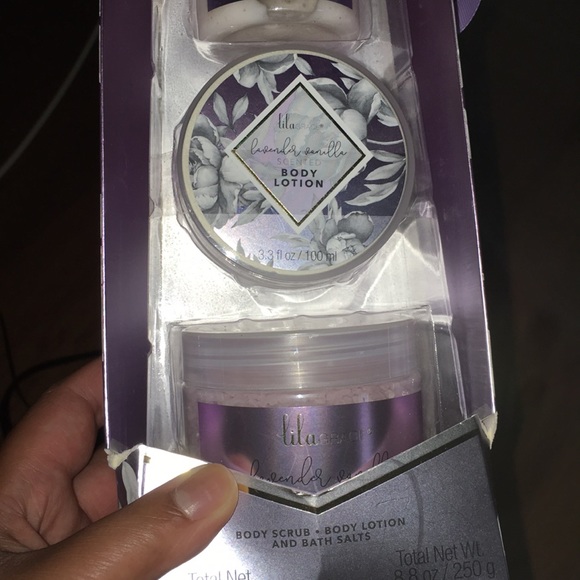 lila
lavender vanilla
SCENTED
BODY
LOTION
3.3 fl oz / 100 ml
lila
lavender
BODY SCRUB • BODY LOTION
AND BATH SALTS
Total Net
Total Net Wt.
8.8 oz / 250 g